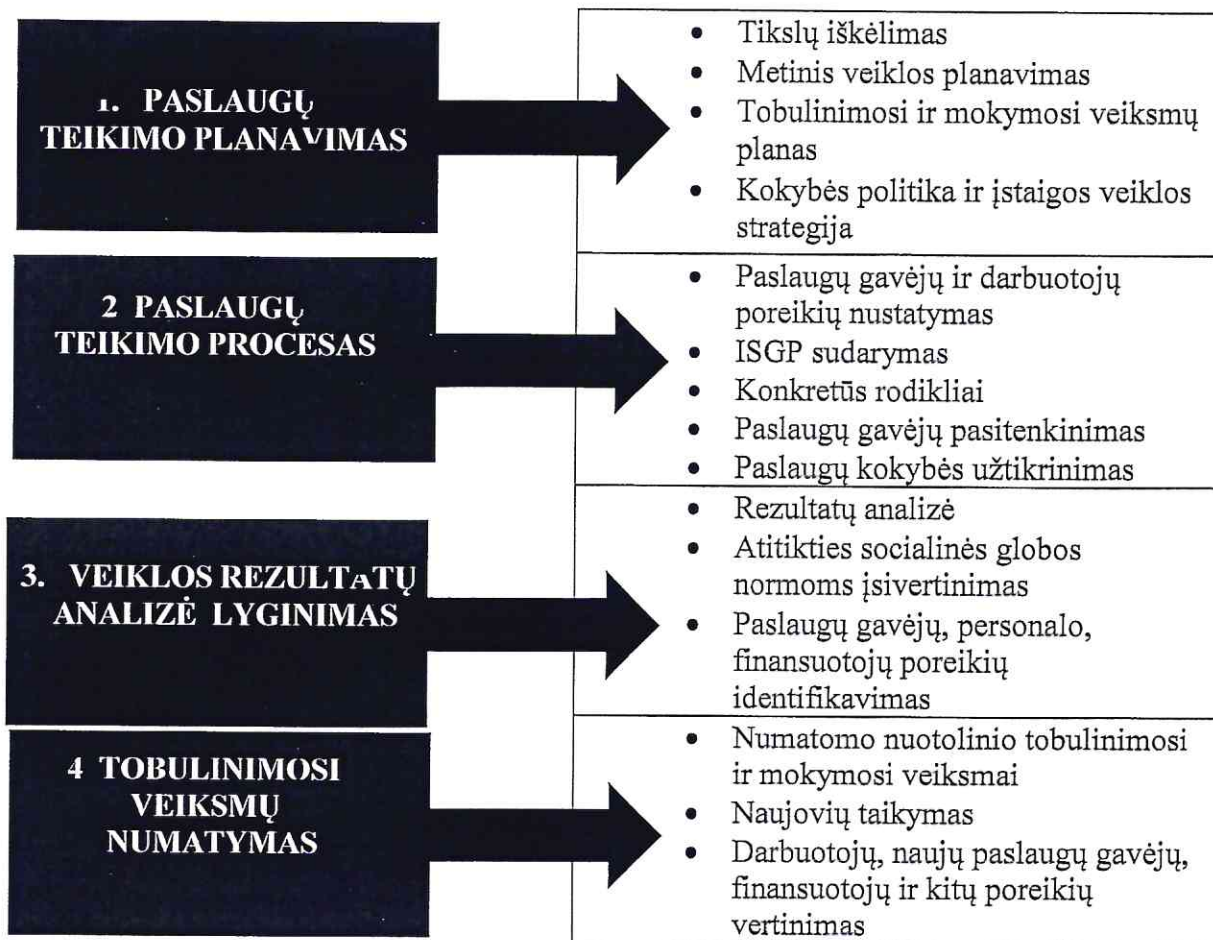 1. PASLAUGŲ
TEIKIMO PLANAVIMAS
• Tikslų iškėlimas
• Metinis veiklos planavimas
• Tobulinimosi ir mokymosi veiksmų
planas
• Kokybės politika ir įstaigos veiklos
strategija
2 PASLAUGŲ
TEIKIMO PROCESAS
• Paslaugų gavėjų ir darbuotojų
poreikių nustatymas
• ISGP sudarymas
• Konkretūs rodikliai
• Paslaugų gavėjų pasitenkinimas
• Paslaugų kokybės užtikrinimas
3. VEIKLOS REZULTATŲ
ANALIZĖ LYGINIMAS
• Rezultatų analizė
• Atitikties socialinės globos
normoms įsivertinimas
• Paslaugų gavėjų, personalo,
finansuotojų poreikių
identifikavimas
4 TOBULINIMOSI
VEIKSMŲ
NUMATYMAS
• Numatomo nuotolinio tobulinimosi
ir mokymosi veiksmai
• Naujovių taikymas
• Darbuotojų, naujų paslaugų gavėjų,
finansuotojų ir kitų poreikių
vertinimas